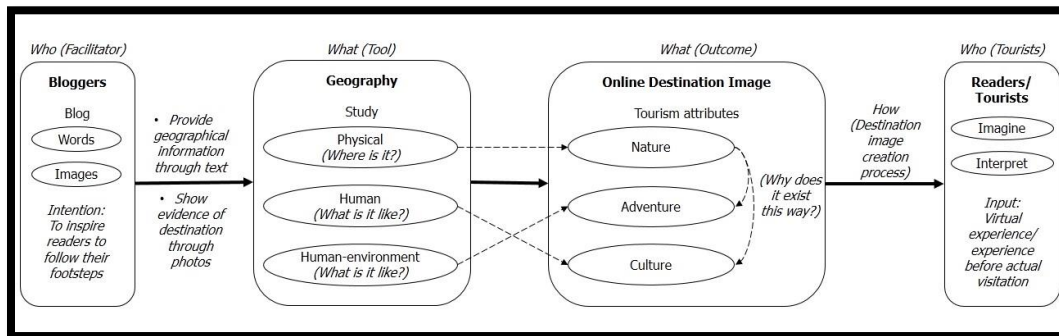 Who (Facilitator)
Bloggers
Blog
Words
Images
Intention:
To inspire
readers to
follow their
footsteps
• Provide
geographical
information
through text
• Show
evidence of
destination
through
photos
What (Tool)
Geography
Study
Physical
(Where is it?)
Human
(What is it like?)
Human-environment
(What is it like?)
What (Outcome)
Online Destination Image
Tourism attributes
Nature
Adventure
Culture
(Why does
it exist
this way?)
How
(Destination
image
creation
process)
Who (Tourists)
Readers/
Tourists
Imagine
Interpret
Input:
Virtual
experience/
experience
before actual
visitation